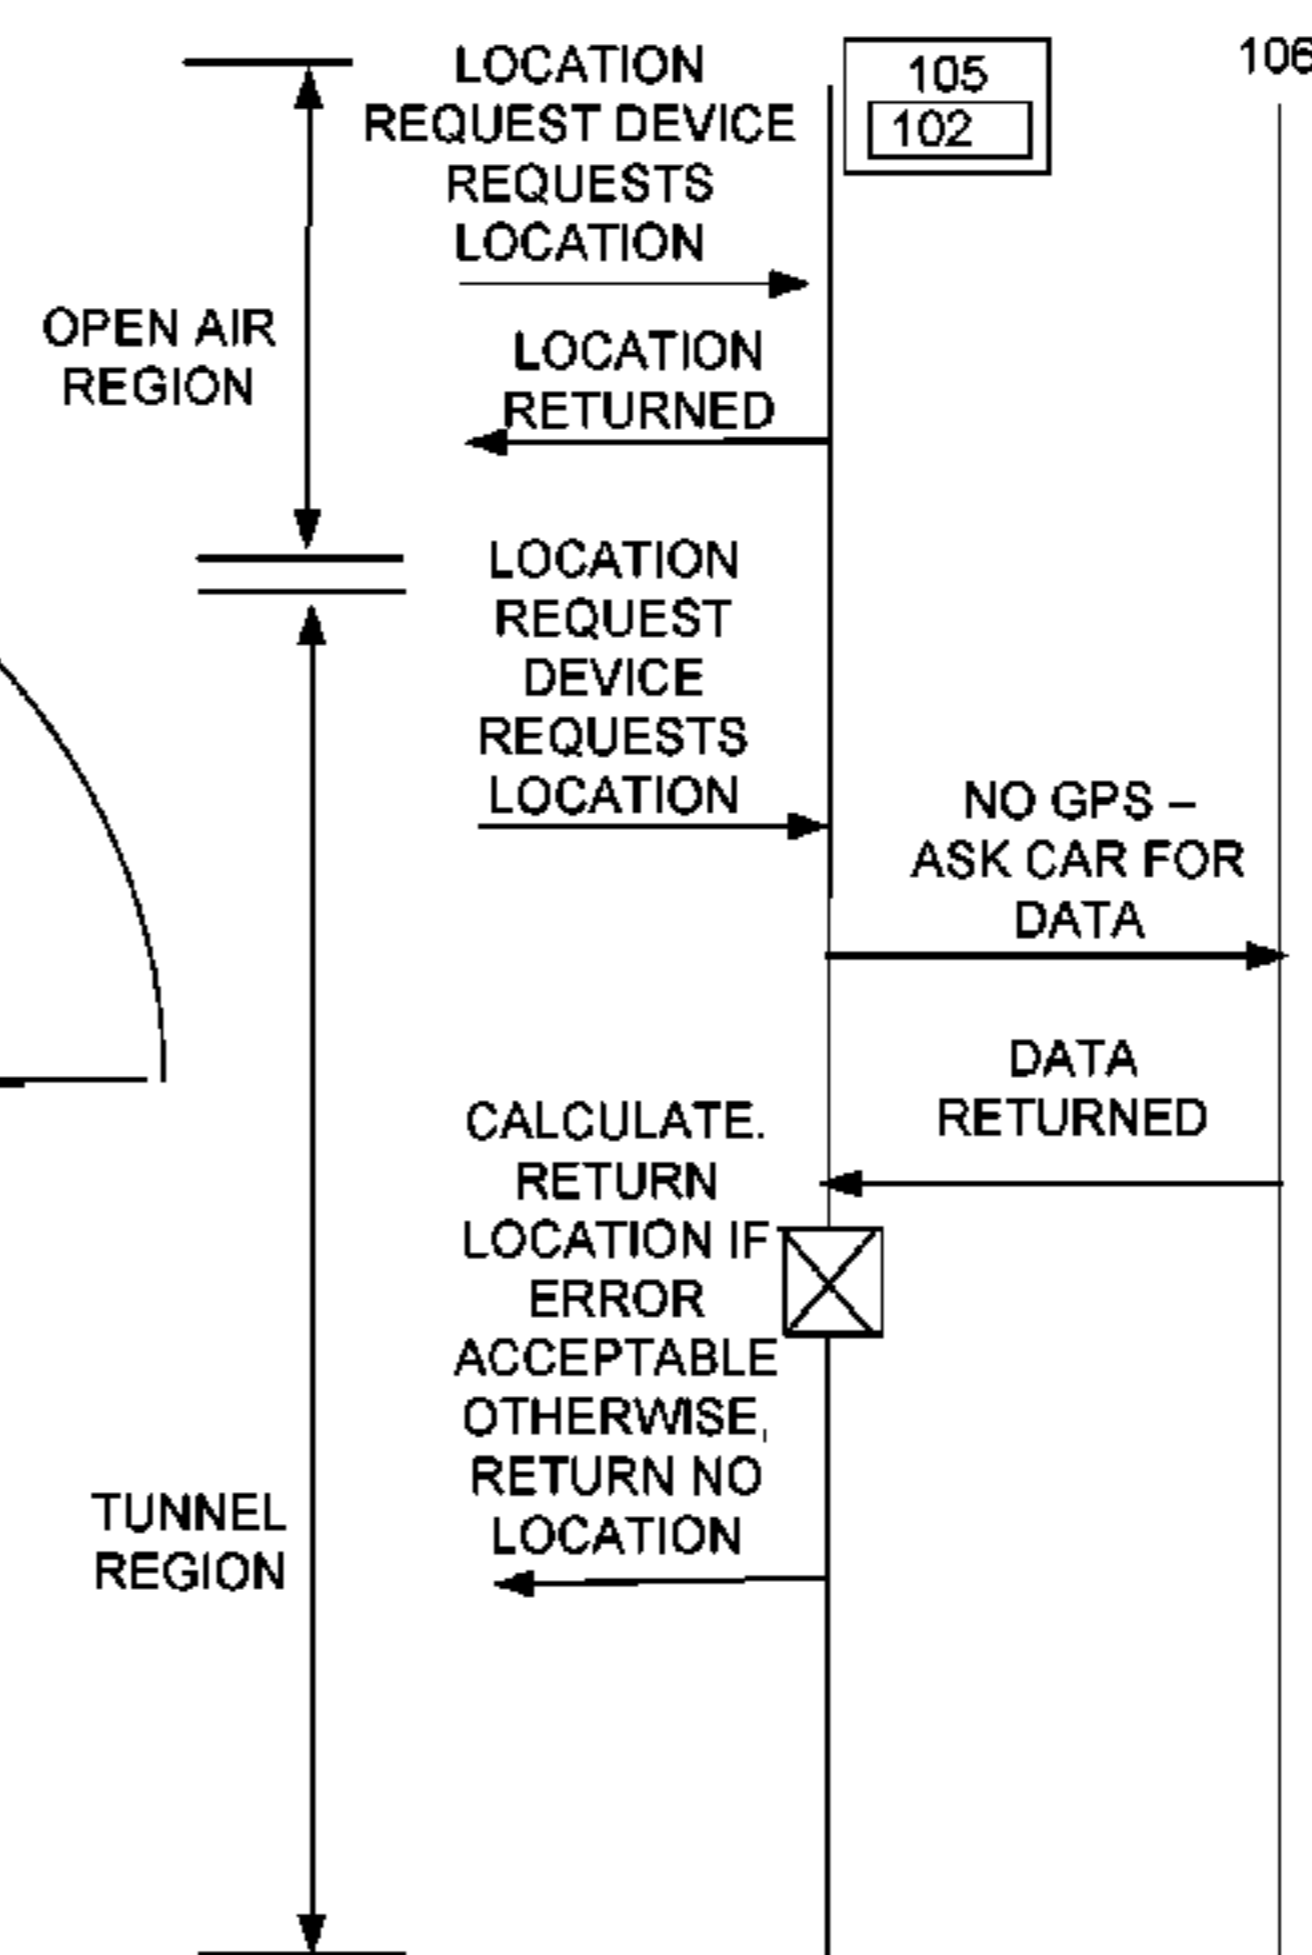 LOCATION
REQUEST DEVICE
REQUESTS
LOCATION
105
102
106
OPEN AIR
REGION
LOCATION
RETURNED
LOCATION
REQUEST
DEVICE
REQUESTS
LOCATION
NO GPS –
ASK CAR FOR
DATA
DATA
RETURNED
CALCULATE.
RETURN
LOCATION IF
ERROR
ACCEPTABLE
OTHERWISE,
RETURN NO
LOCATION
TUNNEL
REGION